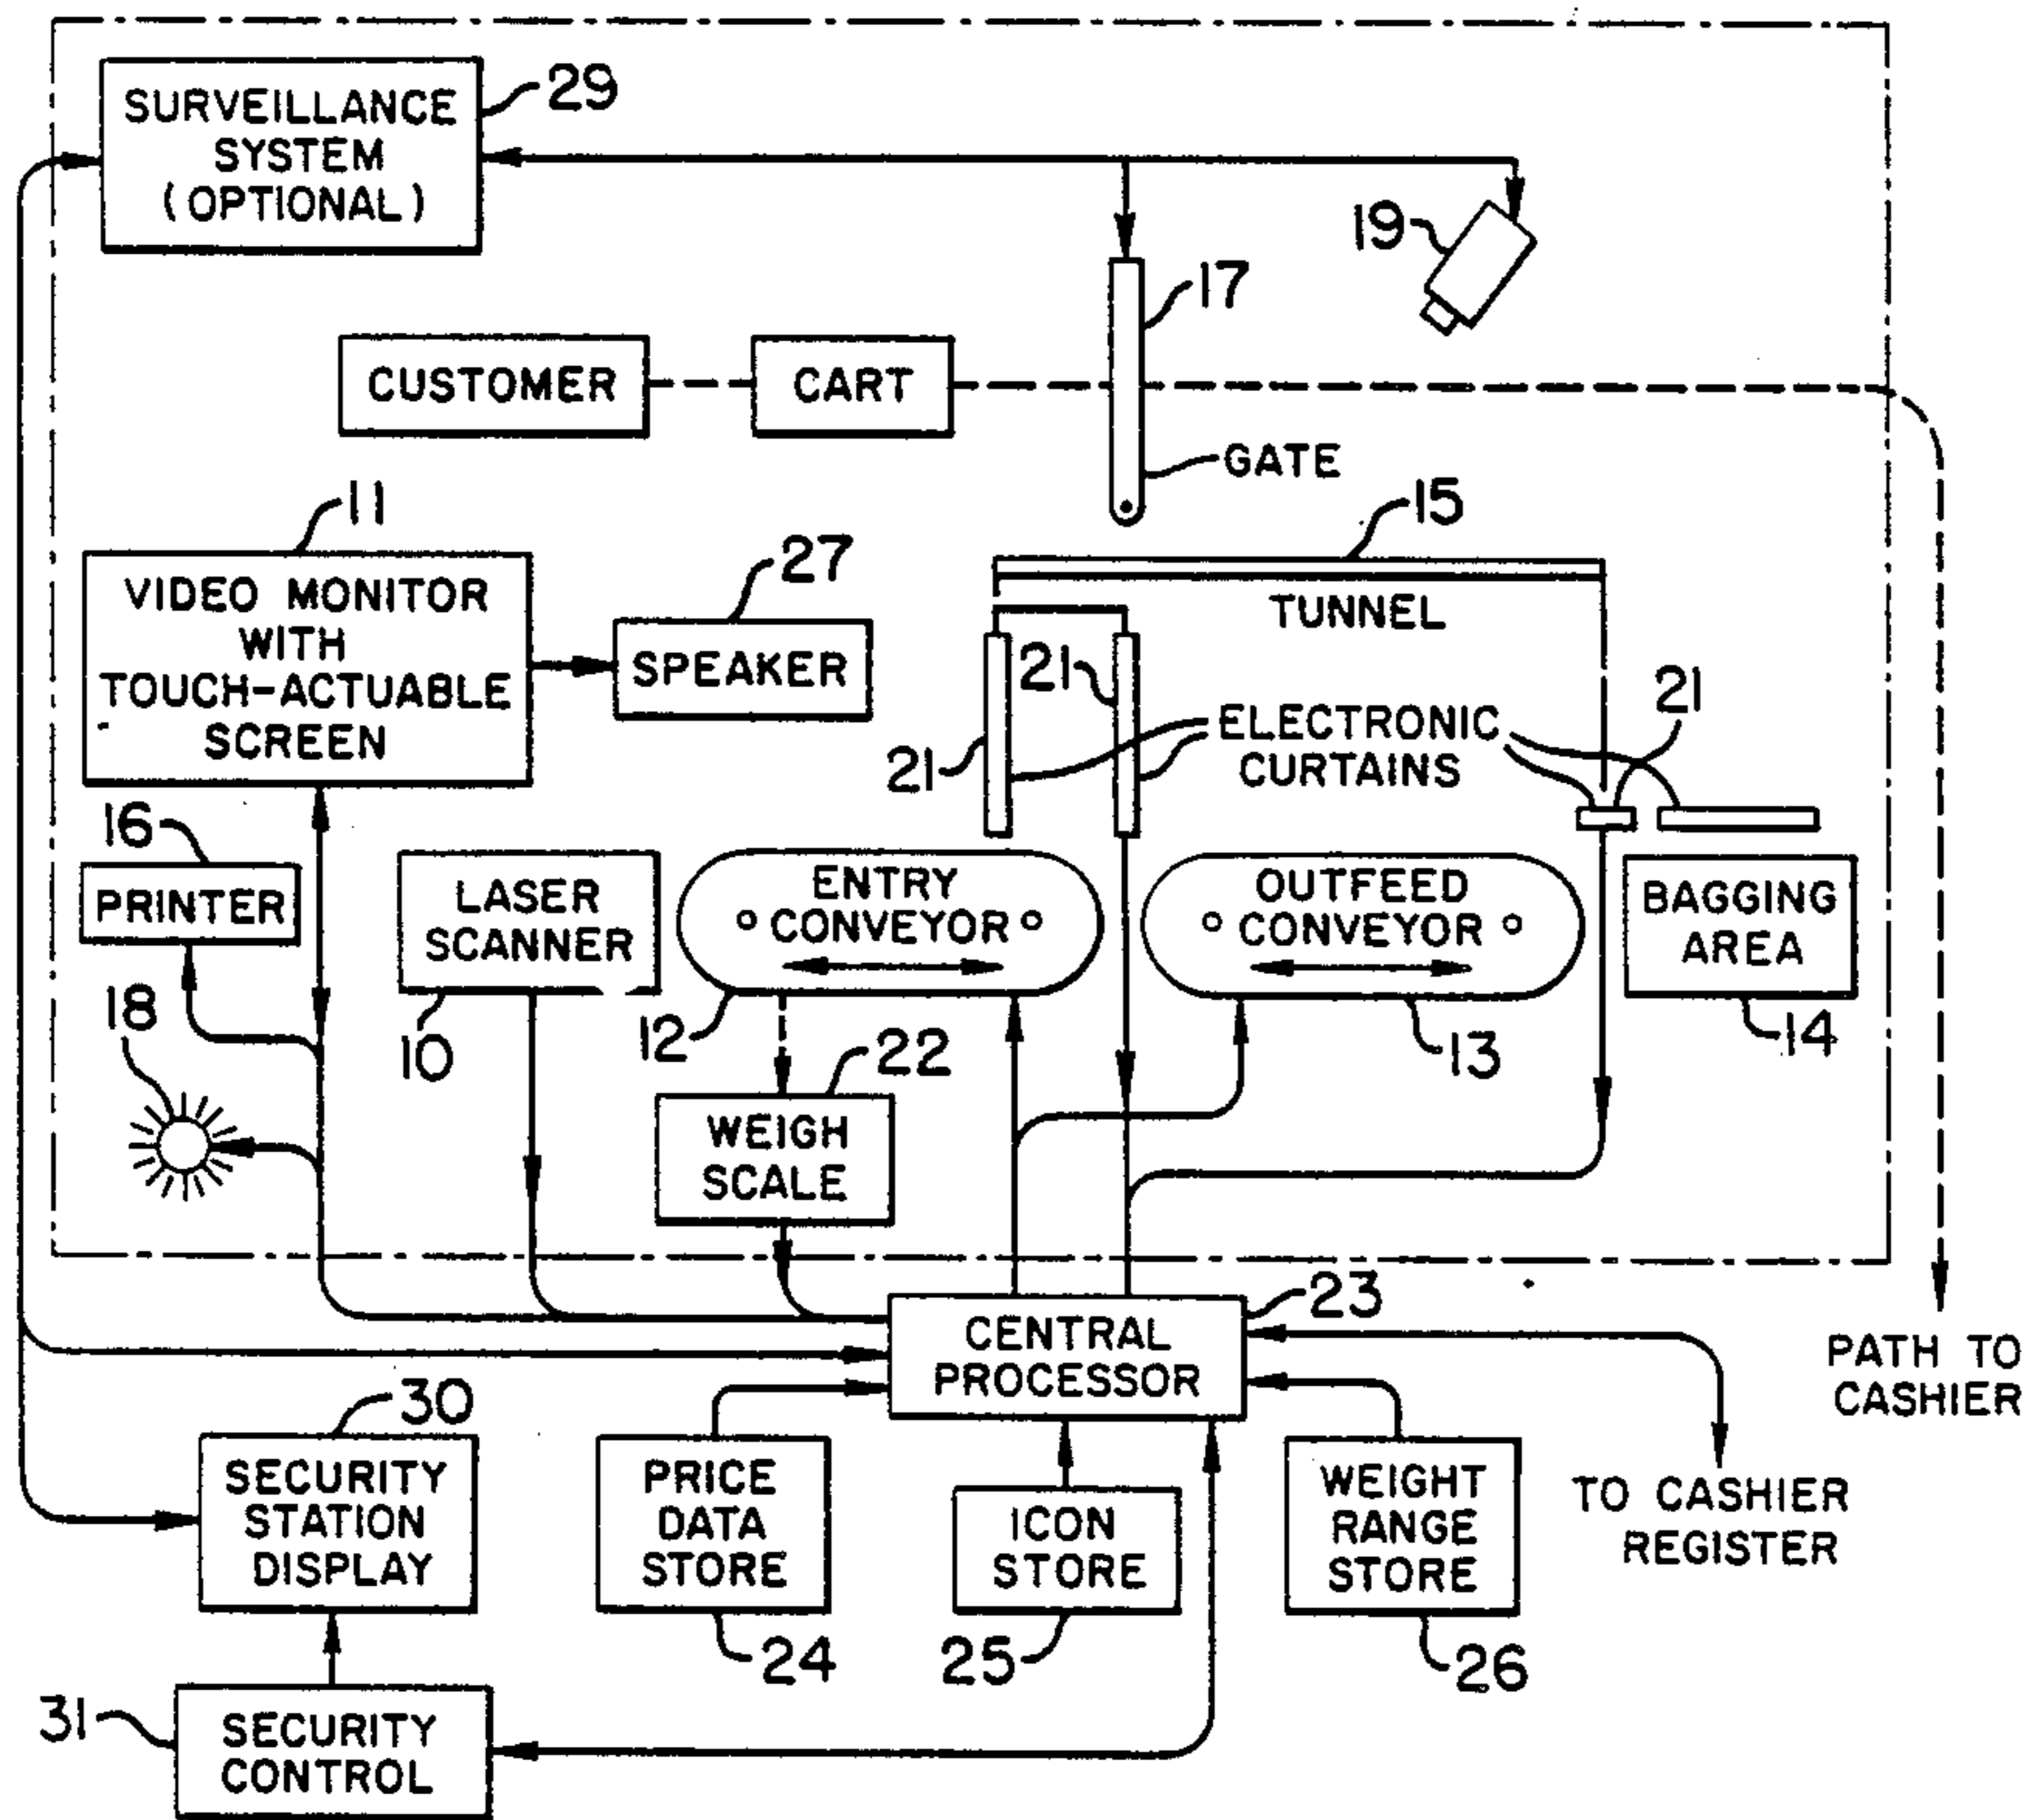 SURVEILLANCE
SYSTEM
(OPTIONAL)
29
19
17
CUSTOMER
CART
GATE
11
15
27
VIDEO MONITOR
WITH
TOUCH-ACTUABLE
SCREEN
SPEAKER
TUNNEL
21
21
21
ELECTRONIC
CURTAINS
16
PRINTER
LASER
SCANNER
ENTRY
CONVEYOR
OUTFEED
CONVEYOR
BAGGING
AREA
18
10
12
22
13
14
WEIGH
SCALE
23
CENTRAL
PROCESSOR
PATH TO
CASHIER
30
SECURITY
STATION
DISPLAY
PRICE
DATA
STORE
ICON
STORE
WEIGHT
RANGE
STORE
TO CASHIER
REGISTER
24
25
26
31
SECURITY
CONTROL